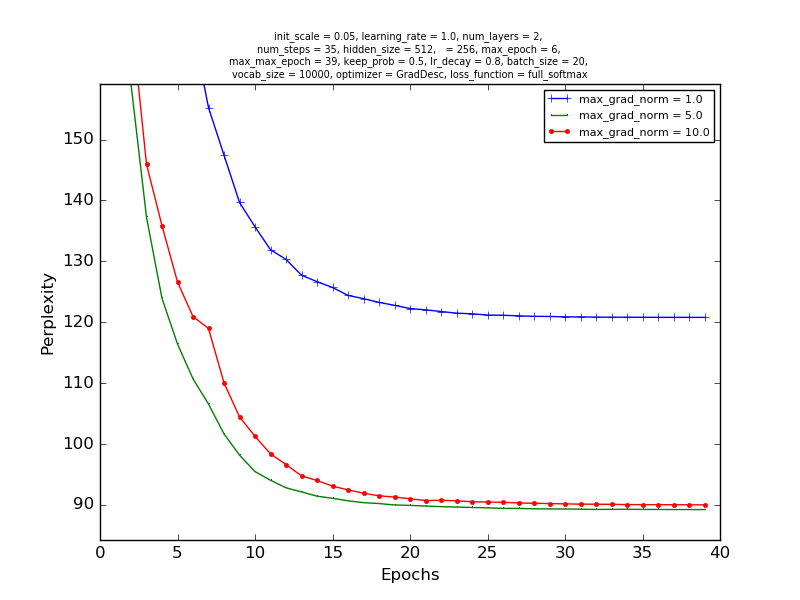 init_scale = 0.05, learning_rate = 1.0, num_layers = 2,
num_steps = 35, hidden_size = 512,   = 256, max_epoch = 6,
max_max_epoch = 39, keep_prob = 0.5, lr_decay = 0.8, batch_size = 20,
vocab_size = 10000, optimizer = GradDesc, loss_function = full_softmax
max_grad_norm = 1.0
max_grad_norm = 5.0
max_grad_norm = 10.0
Perplexity
150
140
130
120
110
100
90
0 5 10 15 20 25 30 35 40
Epochs